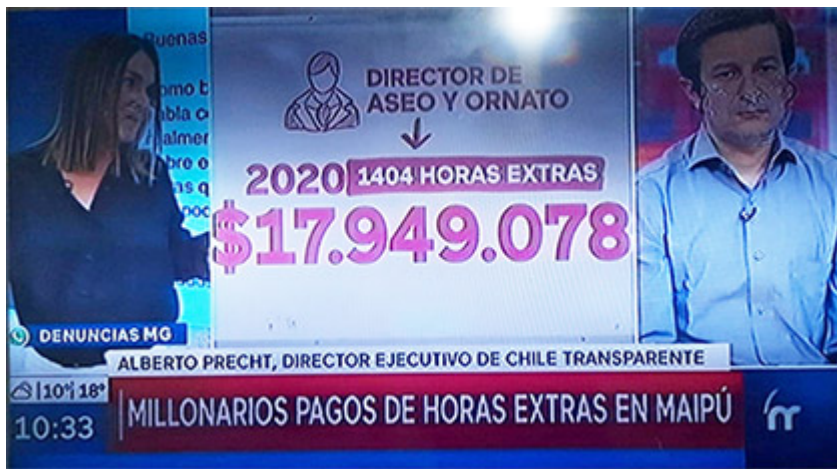 Buenas
DIRECTOR DE
ASEO Y ORNATO
2020 1404 HORAS EXTRAS
$17.949.078
DENUNCIAS MG
ALBERTO PRECHT, DIRECTOR EJECUTIVO DE CHILE TRANSPARENTE
10° 18°
10:33
MILLONARIOS PAGOS DE HORAS EXTRAS EN MAIPÚ